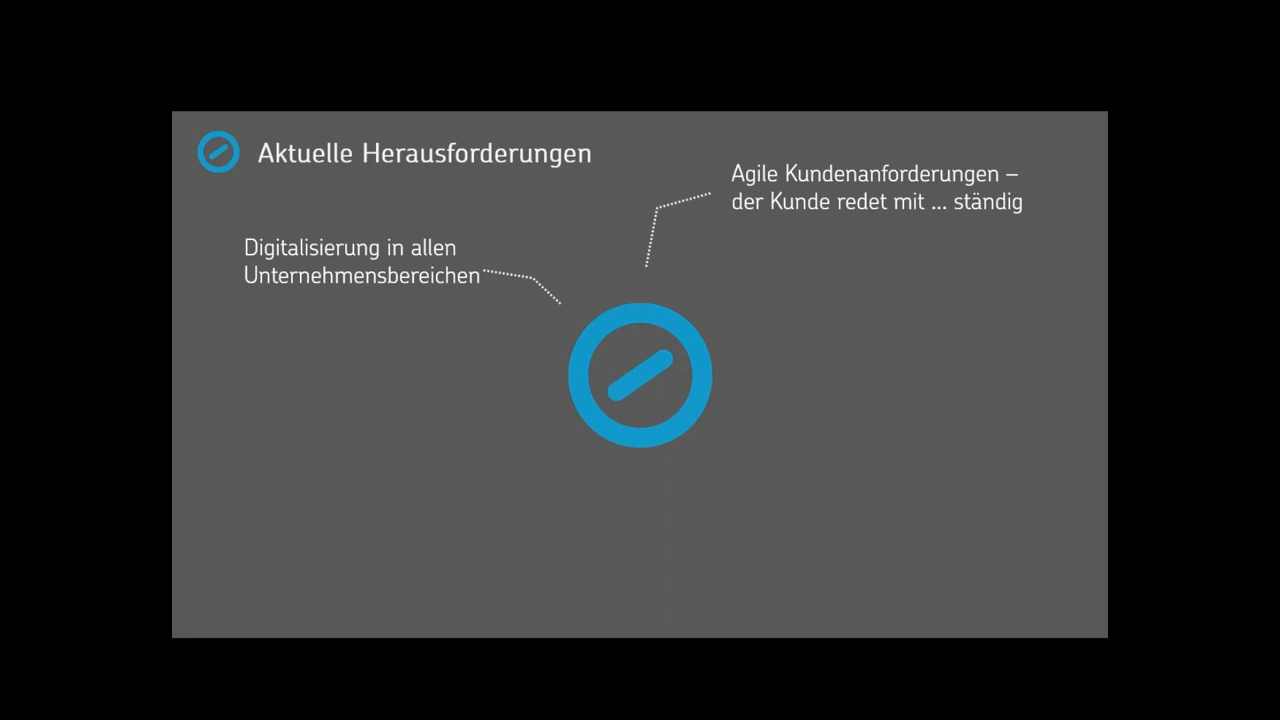 Aktuelle Herausforderungen
Agile Kundenanforderungen –
der Kunde redet mit ... ständig
Digitalisierung in allen
Unternehmensbereichen